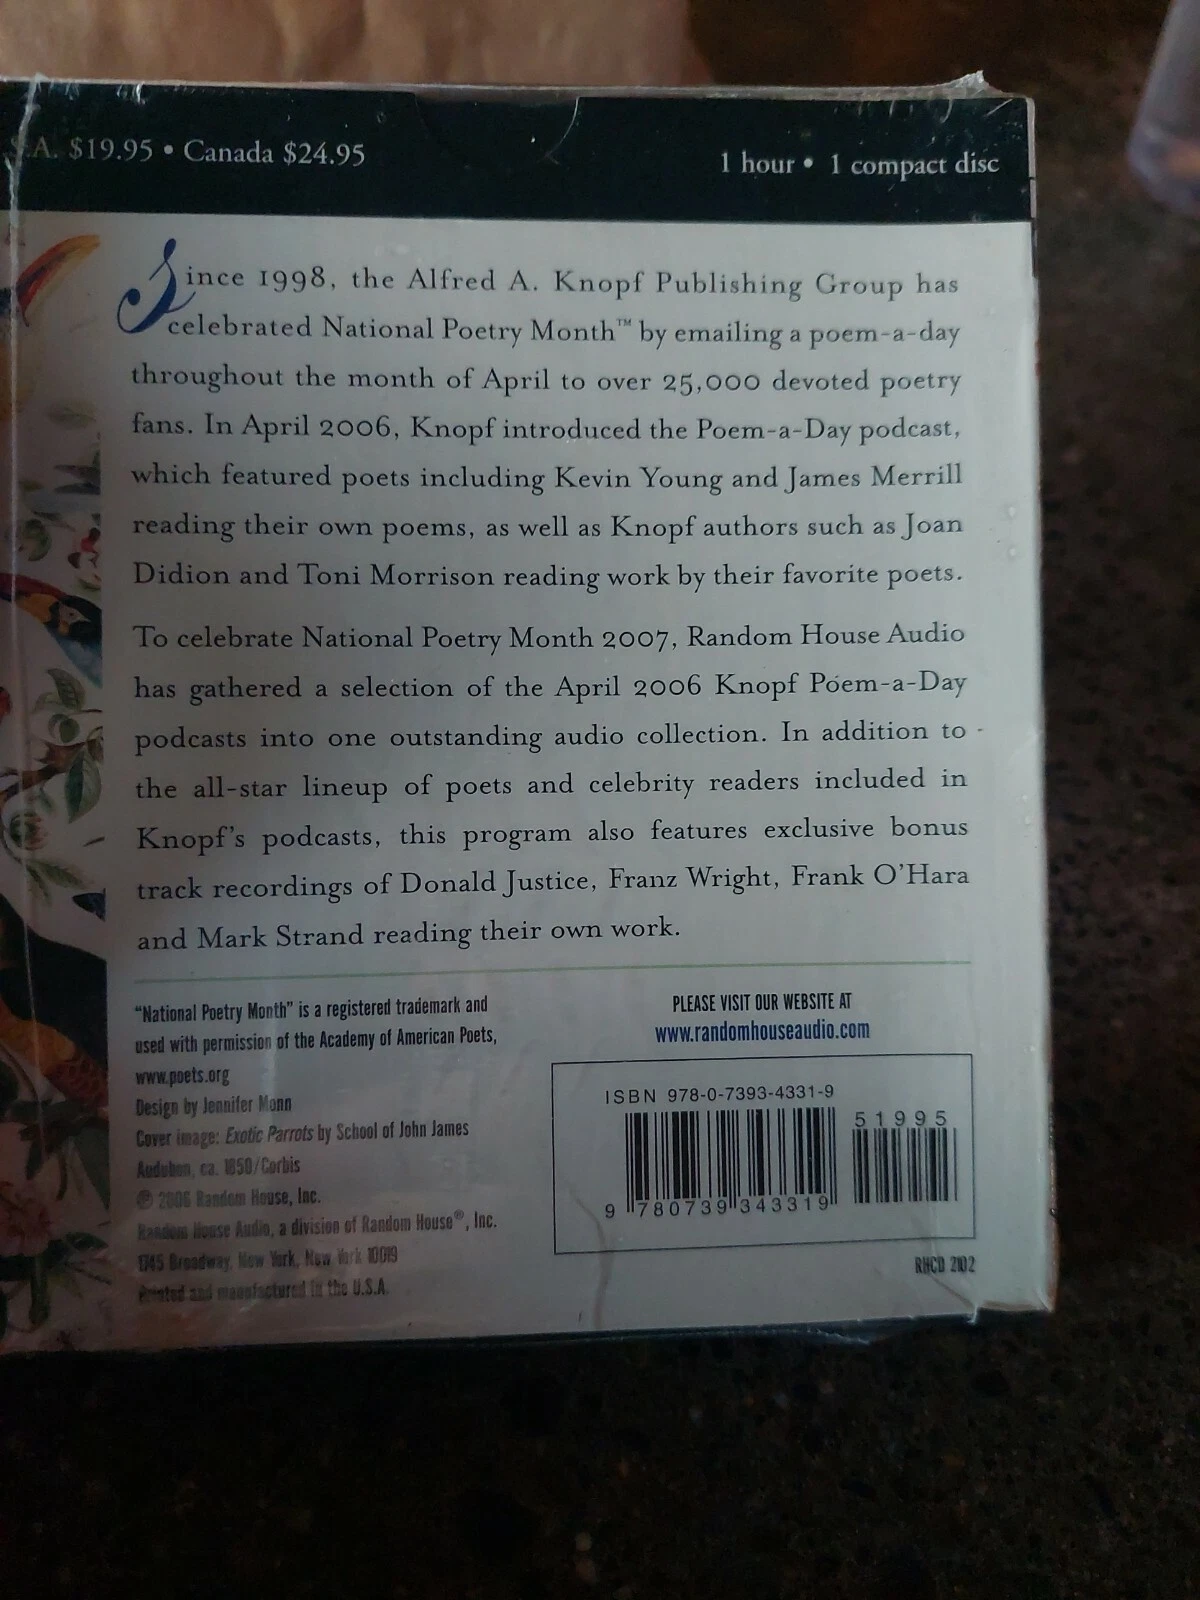 .A. $19.95 • Canada $24.95
1 hour • 1 compact disc
Since 1998, the Alfred A. Knopf Publishing Group has
celebrated National Poetry Month™ by emailing a poem-a-day
throughout the month of April to over 25,000 devoted poetry
fans. In April 2006, Knopf introduced the Poem-a-Day podcast,
which featured poets including Kevin Young and James Merrill
reading their own poems, as well as Knopf authors such as Joan
Didion and Toni Morrison reading work by their favorite poets.
To celebrate National Poetry Month 2007, Random House Audio
has gathered a selection of the April 2006 Knopf Poem-a-Day
podcasts into one outstanding audio collection. In addition to
the all-star lineup of poets and celebrity readers included in
Knopf's podcasts, this program also features exclusive bonus
track recordings of Donald Justice, Franz Wright, Frank O'Hara
and Mark Strand reading their own work.
"National Poetry Month" is a registered trademark and
used with permission of the Academy of American Poets,
www.poets.org
Design by Jennifer Monn
Cover image: Exotic Parrots by School of John James
Audubon, ca. 1850/Corbis
℗ 2006 Random House, Inc.
Random House Audio, a division of Random House®, Inc.
1745 Broadway, New York, New York 10019
Printed and manufactured in the U.S.A.
PLEASE VISIT OUR WEBSITE AT
www.randomhouseaudio.com
ISBN 978-0-7393-4331-9
51995
9 780739 343319
RHCD 2102